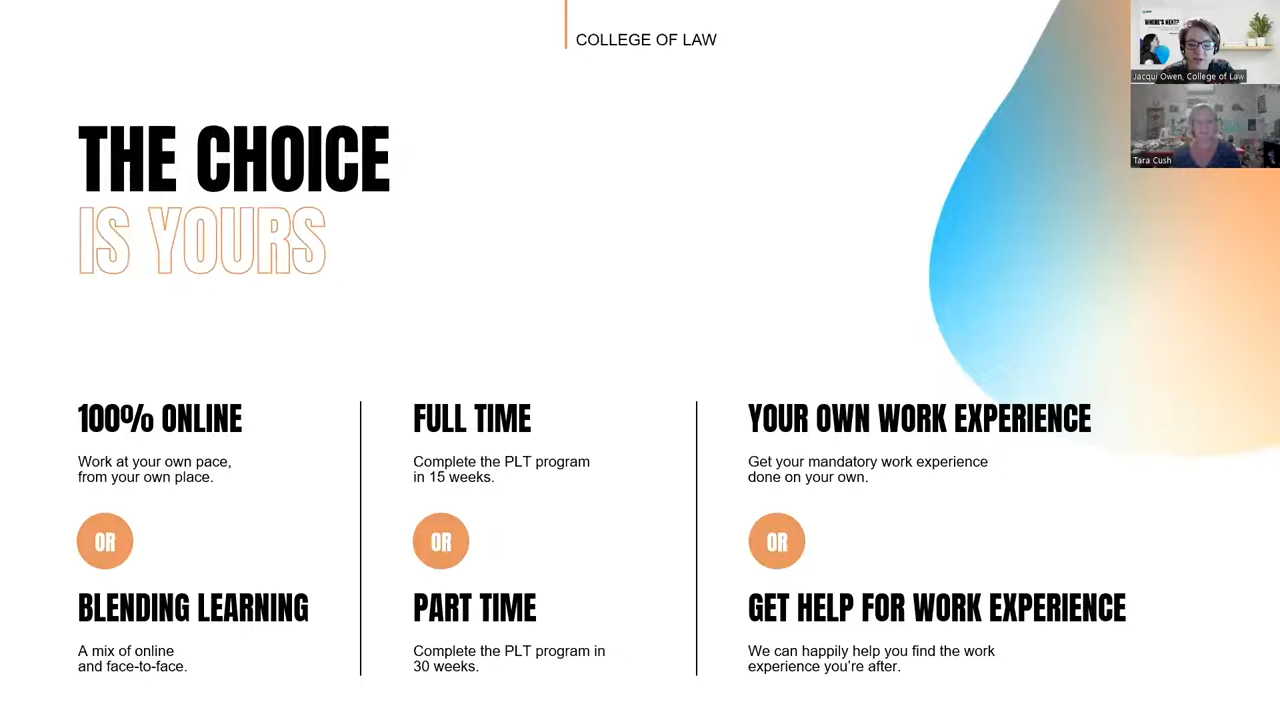 COLLEGE OF LAW
WHERE'S NEXT?
Jacqui Owen, College of Law
Tara Cush
THE CHOICE
IS YOURS
100% ONLINE
Work at your own pace,
from your own place.
OR
BLENDING LEARNING
A mix of online
and face-to-face.
FULL TIME
Complete the PLT program
in 15 weeks.
OR
PART TIME
Complete the PLT program in
30 weeks.
YOUR OWN WORK EXPERIENCE
Get your mandatory work experience
done on your own.
OR
GET HELP FOR WORK EXPERIENCE
We can happily help you find the work
experience you’re after.